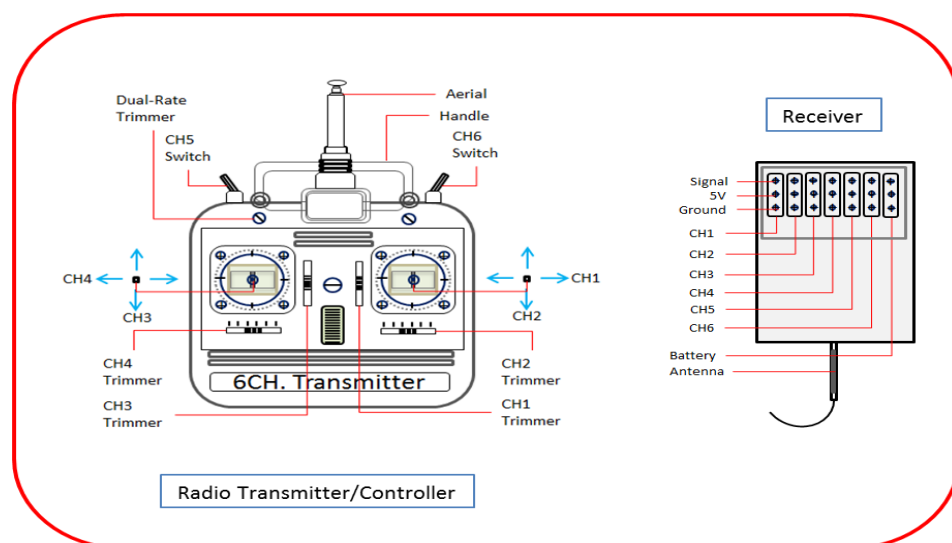 Dual-Rate
Trimmer
CH5
Switch
Aerial
Handle
CH6
Switch
CH4
CH3
CH1
CH2
CH4
Trimmer
CH3
Trimmer
CH2
Trimmer
CH1
Trimmer
6CH. Transmitter
Radio Transmitter/Controller
Receiver
Signal
5V
Ground
CH1
CH2
CH3
CH4
CH5
CH6
Battery
Antenna